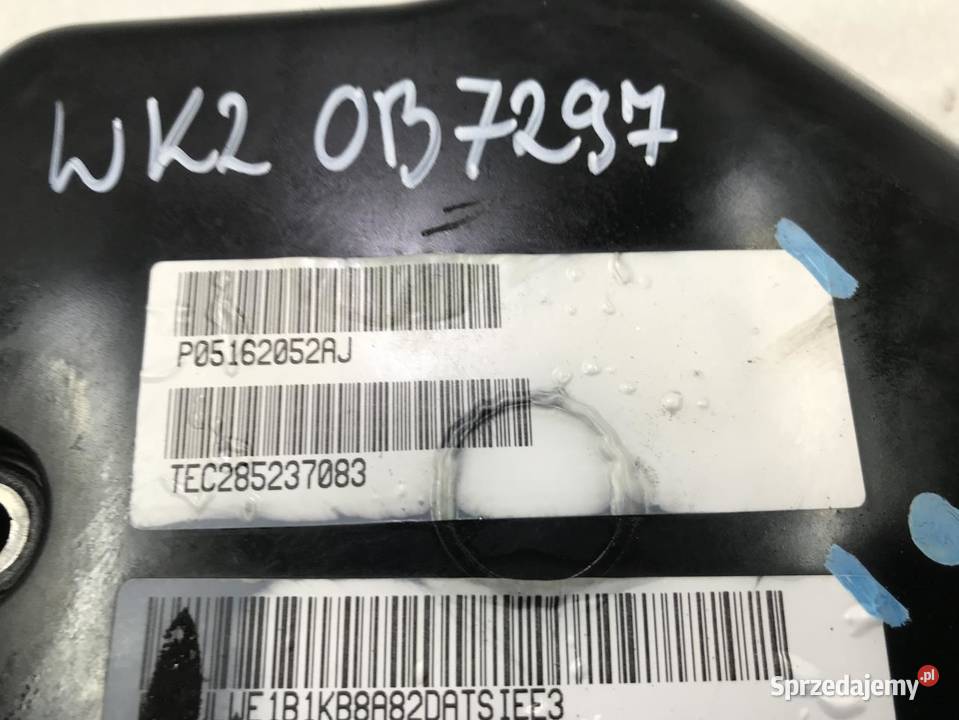 WK2 0B7297
P05162052AJ
TEC285237083
WE1B1KB8A82DATSIEE3
Sprzedajemy.pl